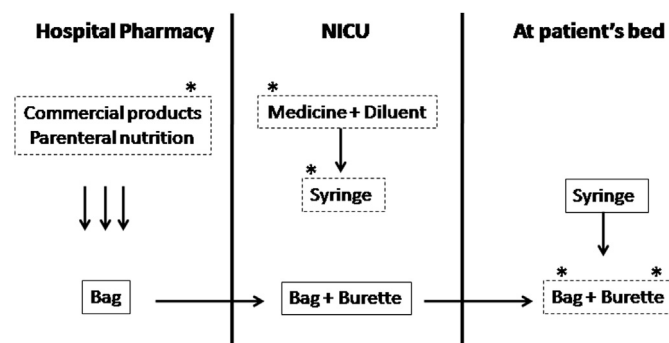 Hospital Pharmacy
NICU
At patient's bed
*
Commercial products
Parenteral nutrition
*
Medicine + Diluent
*
Syringe
Syringe
Bag
Bag + Burette
* *
Bag + Burette